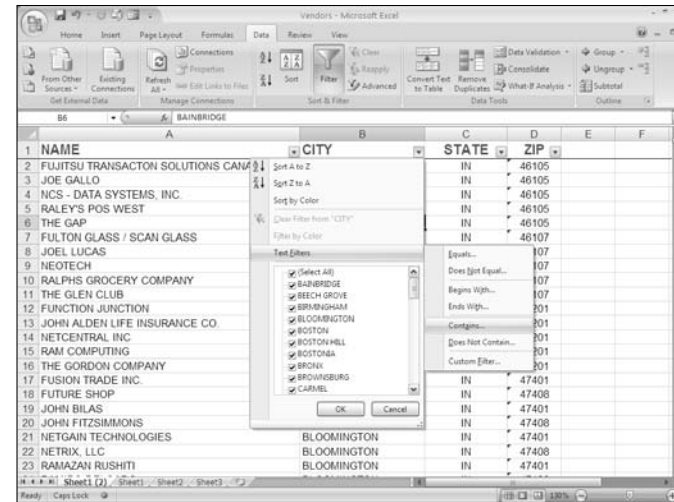 Vendors - Microsoft Excel
Home Insert Page Layout Formulas Data Review View
From Other Sources Existing Connections Refresh All Connections Properties Edit Links to Files Sort Filter Clear Reapply Advanced Convert Text to Table Remove Duplicates Data Validation Consolidate What-If Analysis Group Ungroup Subtotal
Get External Data Manage Connections Sort & Filter Data Tools Outline
B6 fx BAINBRIDGE
A B C D E F
1 NAME CITY STATE ZIP
2 FUJITSU TRANSACTON SOLUTIONS CANA IN 46105
3 JOE GALLO IN 46105
4 NCS - DATA SYSTEMS, INC. IN 46105
5 RALEY'S POS WEST IN 46105
6 THE GAP IN 46105
7 FULTON GLASS / SCAN GLASS IN 46107
8 JOEL LUCAS 107
9 NEOTECH 107
10 RALPHS GROCERY COMPANY 107
11 THE GLEN CLUB 107
12 FUNCTION JUNCTION 201
13 JOHN ALDEN LIFE INSURANCE CO. 201
14 NETCENTRAL INC 201
15 RAM COMPUTING 201
16 THE GORDON COMPANY 201
17 FUSION TRADE INC. IN 47401
18 FUTURE SHOP IN 47408
19 JOHN BILAS IN 47401
20 JOHN FITZSIMMONS IN 47408
21 NETGAIN TECHNOLOGIES BLOOMINGTON IN 47401
22 NETRIX, LLC BLOOMINGTON IN 47408
23 RAMAZAN RUSHITI BLOOMINGTON IN 47401
Sort A to Z
Sort Z to A
Sort by Color
Clear Filter from "CITY"
Filter by Color
Text Filters
(Select All)
BAINBRIDGE
BEECH GROVE
BIRMINGHAM
BLOOMINGTON
BOSTON
BOSTON HILL
BOSTONIA
BRONX
BROWNSBURG
CARMEL
OK Cancel
Equals...
Does Not Equal...
Begins With...
Ends With...
Contains...
Does Not Contain...
Custom Filter...
Sheet1 (2) Sheet1 Sheet2 Sheet3
Ready Caps Lock 130%